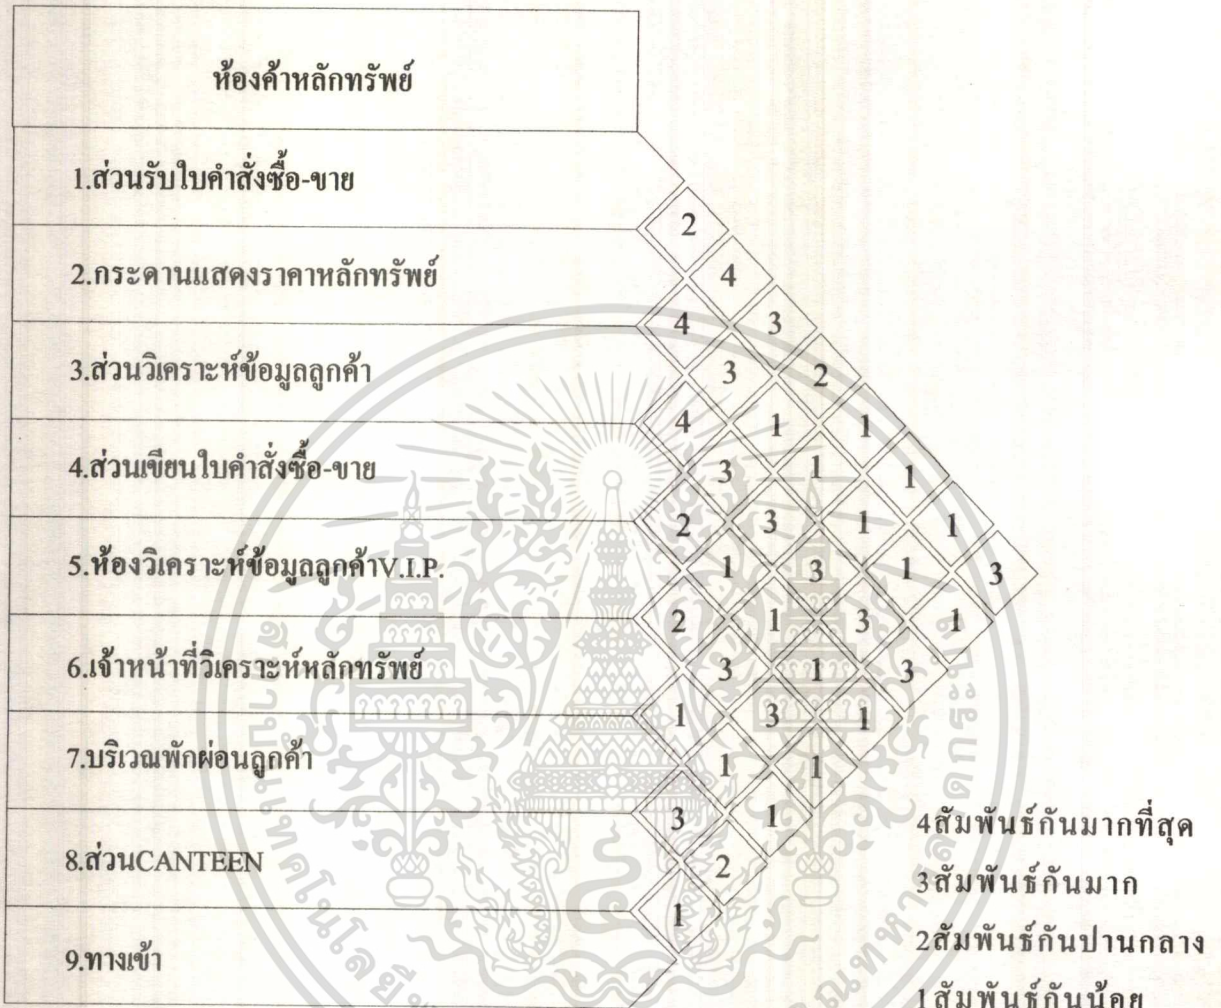 ห้องค้าหลักทรัพย์
1.ส่วนรับใบคำสั่งซื้อ-ขาย
2.กระดานแสดงราคาหลักทรัพย์
3.ส่วนวิเคราะห์ข้อมูลลูกค้า
4.ส่วนเขียนใบคำสั่งซื้อ-ขาย
5.ห้องวิเคราะห์ข้อมูลลูกค้าV.I.P.
6.เจ้าหน้าที่วิเคราะห์หลักทรัพย์
7.บริเวณพักผ่อนลูกค้า
8.ส่วนCANTEEN
9.ทางเข้า
2
4
4 3
3 2
4 1 1
3 1 1
2 3 1 1
1 3 1 3
2 1 3 1
3 1 3
1 3 1
1 1
3 1
2
1
4สัมพันธ์กันมากที่สุด
3สัมพันธ์กันมาก
2สัมพันธ์กันปานกลาง
1สัมพันธ์กันน้อย